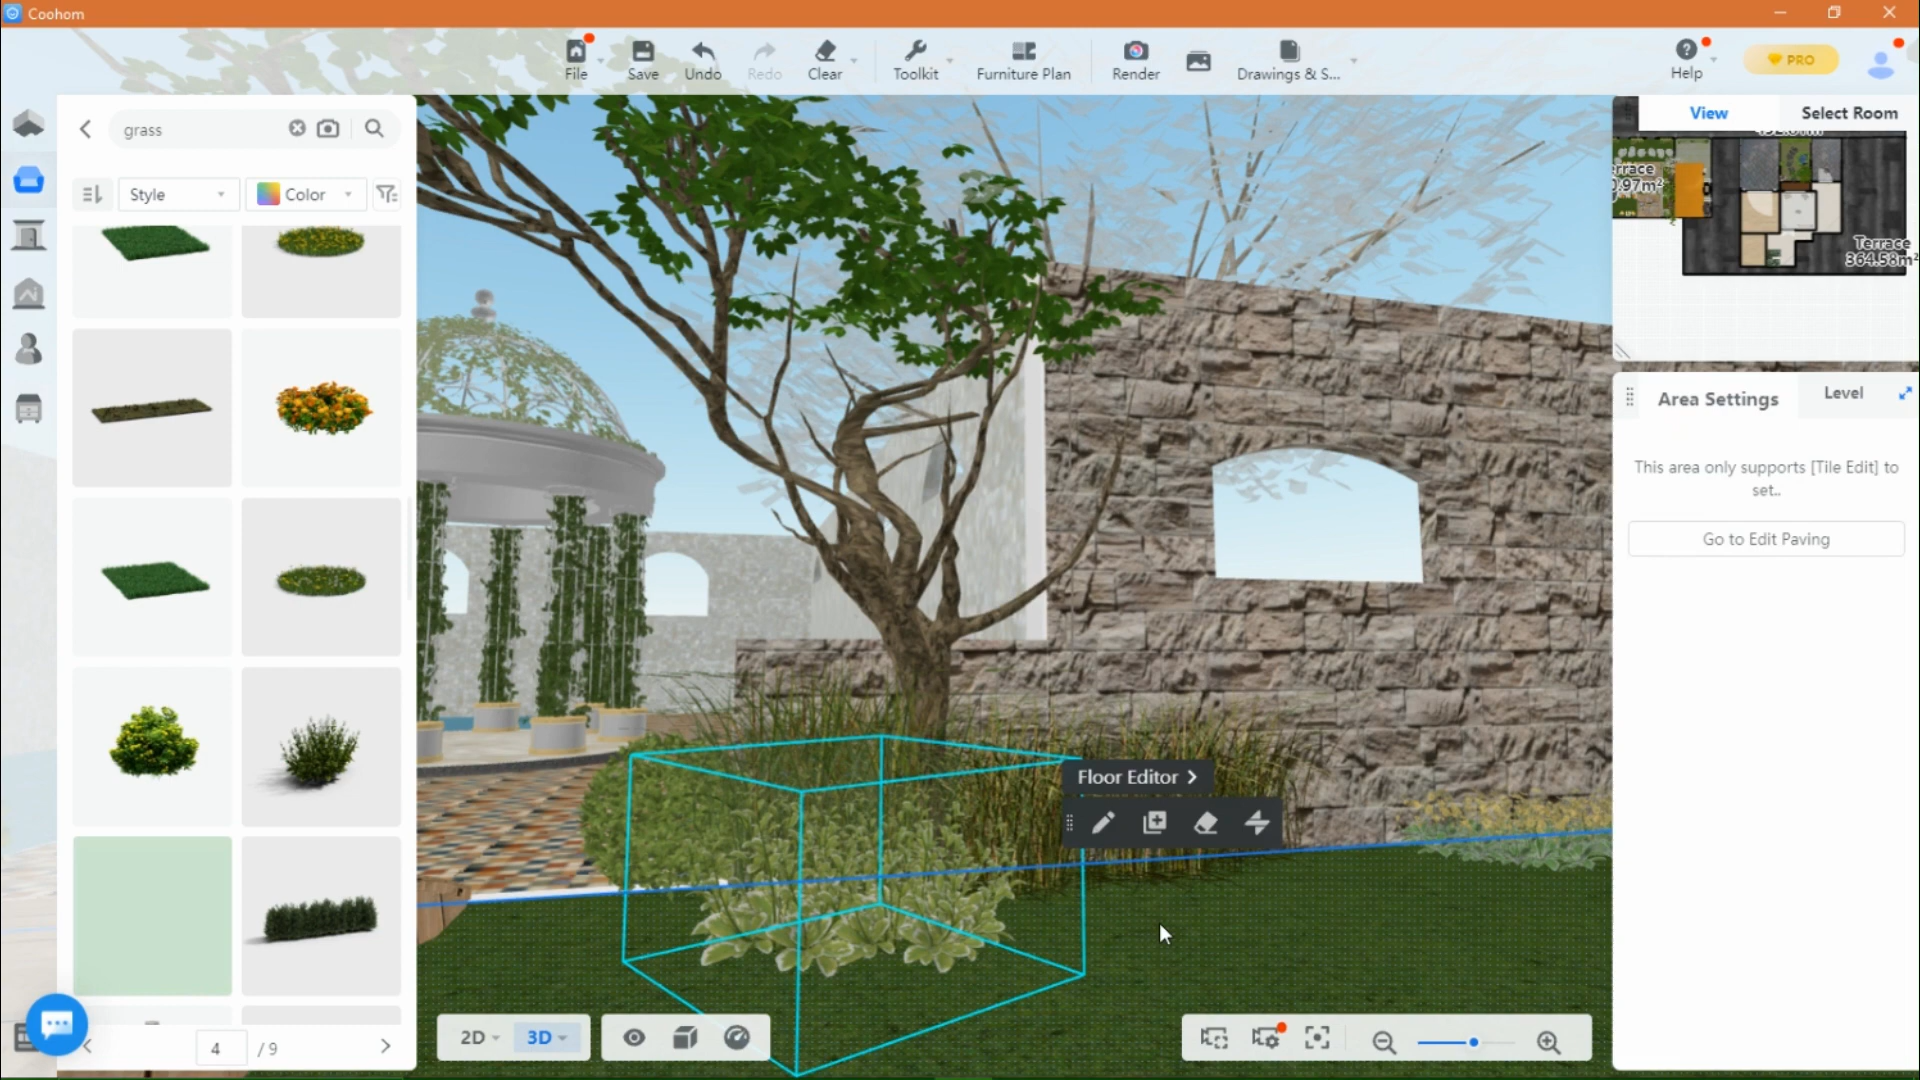 Coohom
File
Save
Undo
Redo
Clear
Toolkit
Furniture Plan
Render
Drawings & S...
Help
PRO
grass
Style
Color
View
Select Room
Terrace
364.58m²
Area Settings
Level
This area only supports [Tile Edit] to
set..
Go to Edit Paving
Floor Editor
2D
3D
4
/ 9